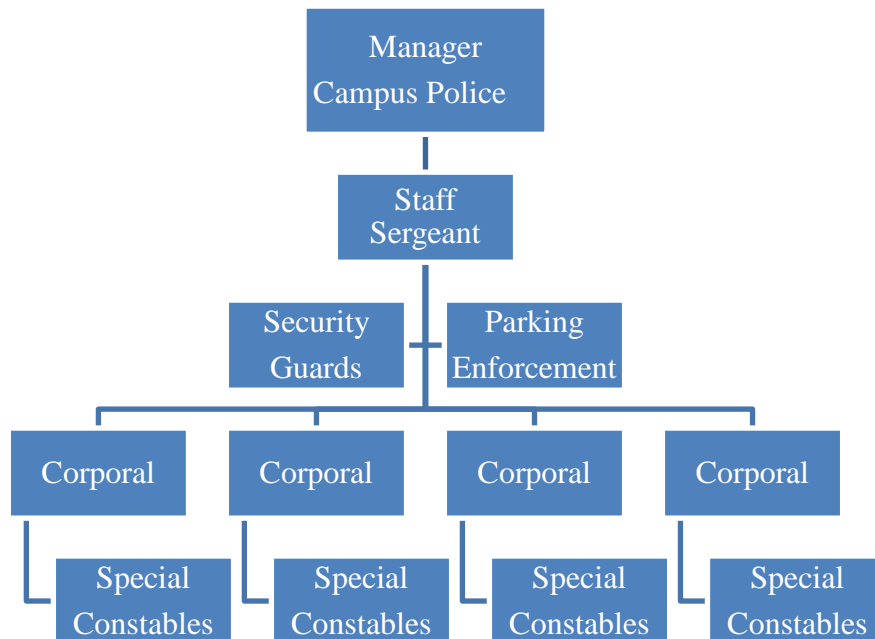 Manager
Campus Police
Staff
Sergeant
Security
Guards
Parking
Enforcement
Corporal
Corporal
Corporal
Corporal
Special
Constables
Special
Constables
Special
Constables
Special
Constables